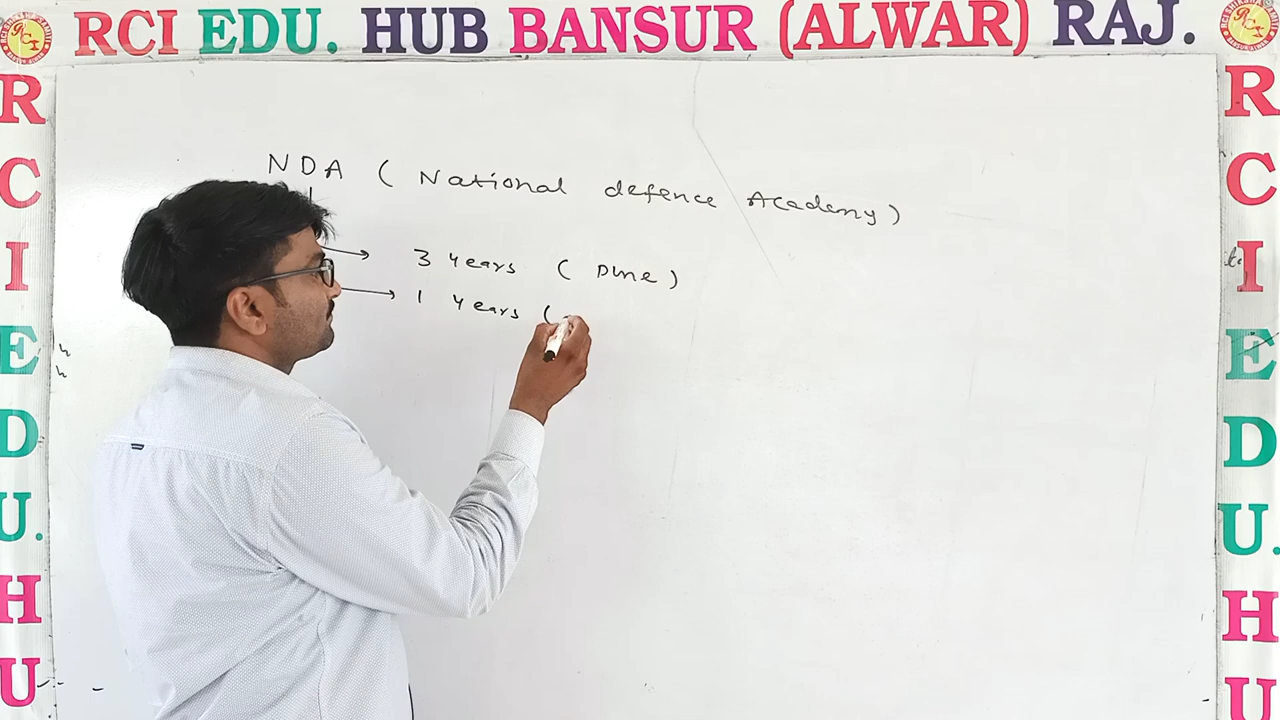 RCI EDU. HUB BANSUR (ALWAR) RAJ.
NDA ( National defence Academy )
3 years ( Pune )
1 years (
R C I E D U. H U
R C I E D U. H U